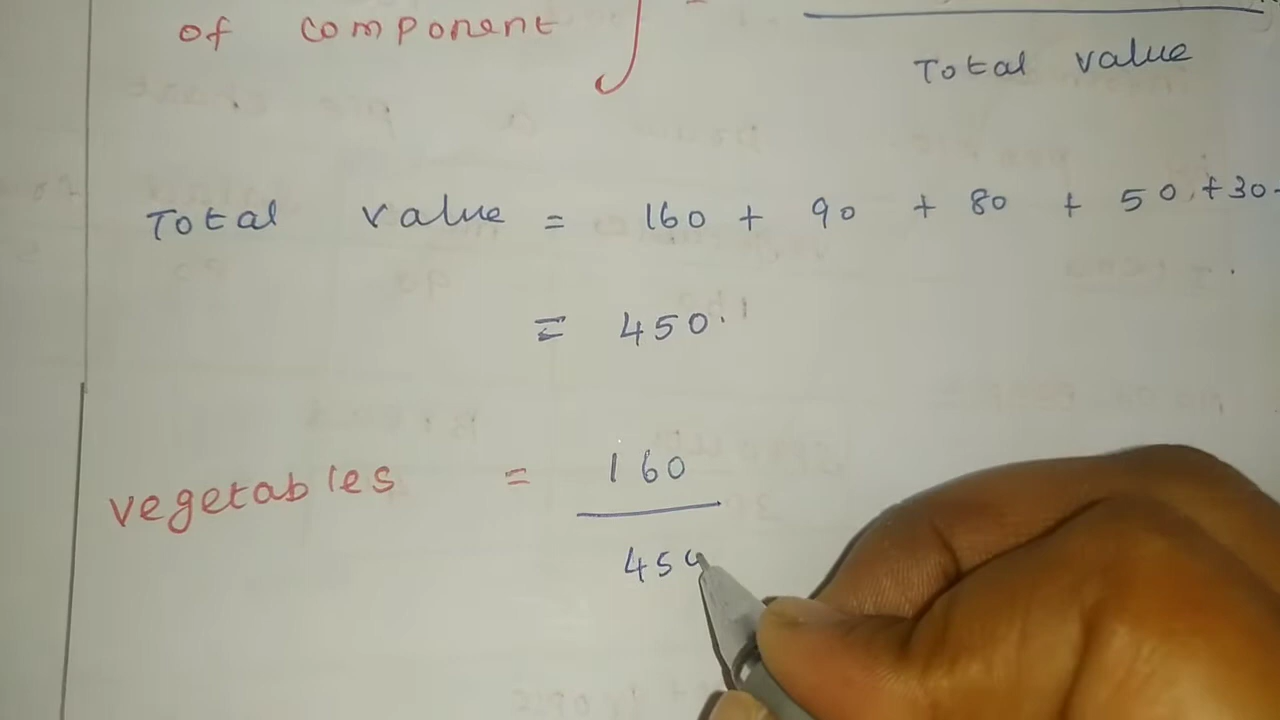 of component
Total value
Total value = 160 + 90 + 80 + 50 + 30
= 450.
vegetables = 160
45